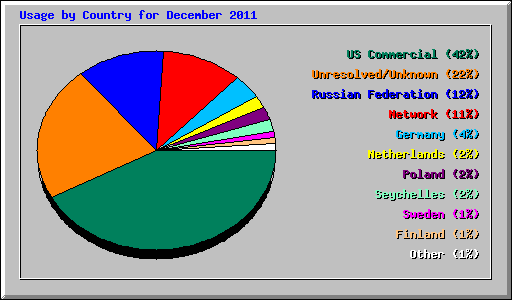 Usage by Country for December 2011
US Commercial (42%)
Unresolved/Unknown (22%)
Russian Federation (12%)
Network (11%)
Germany (4%)
Netherlands (2%)
Poland (2%)
Seychelles (2%)
Sweden (1%)
Finland (1%)
Other (1%)